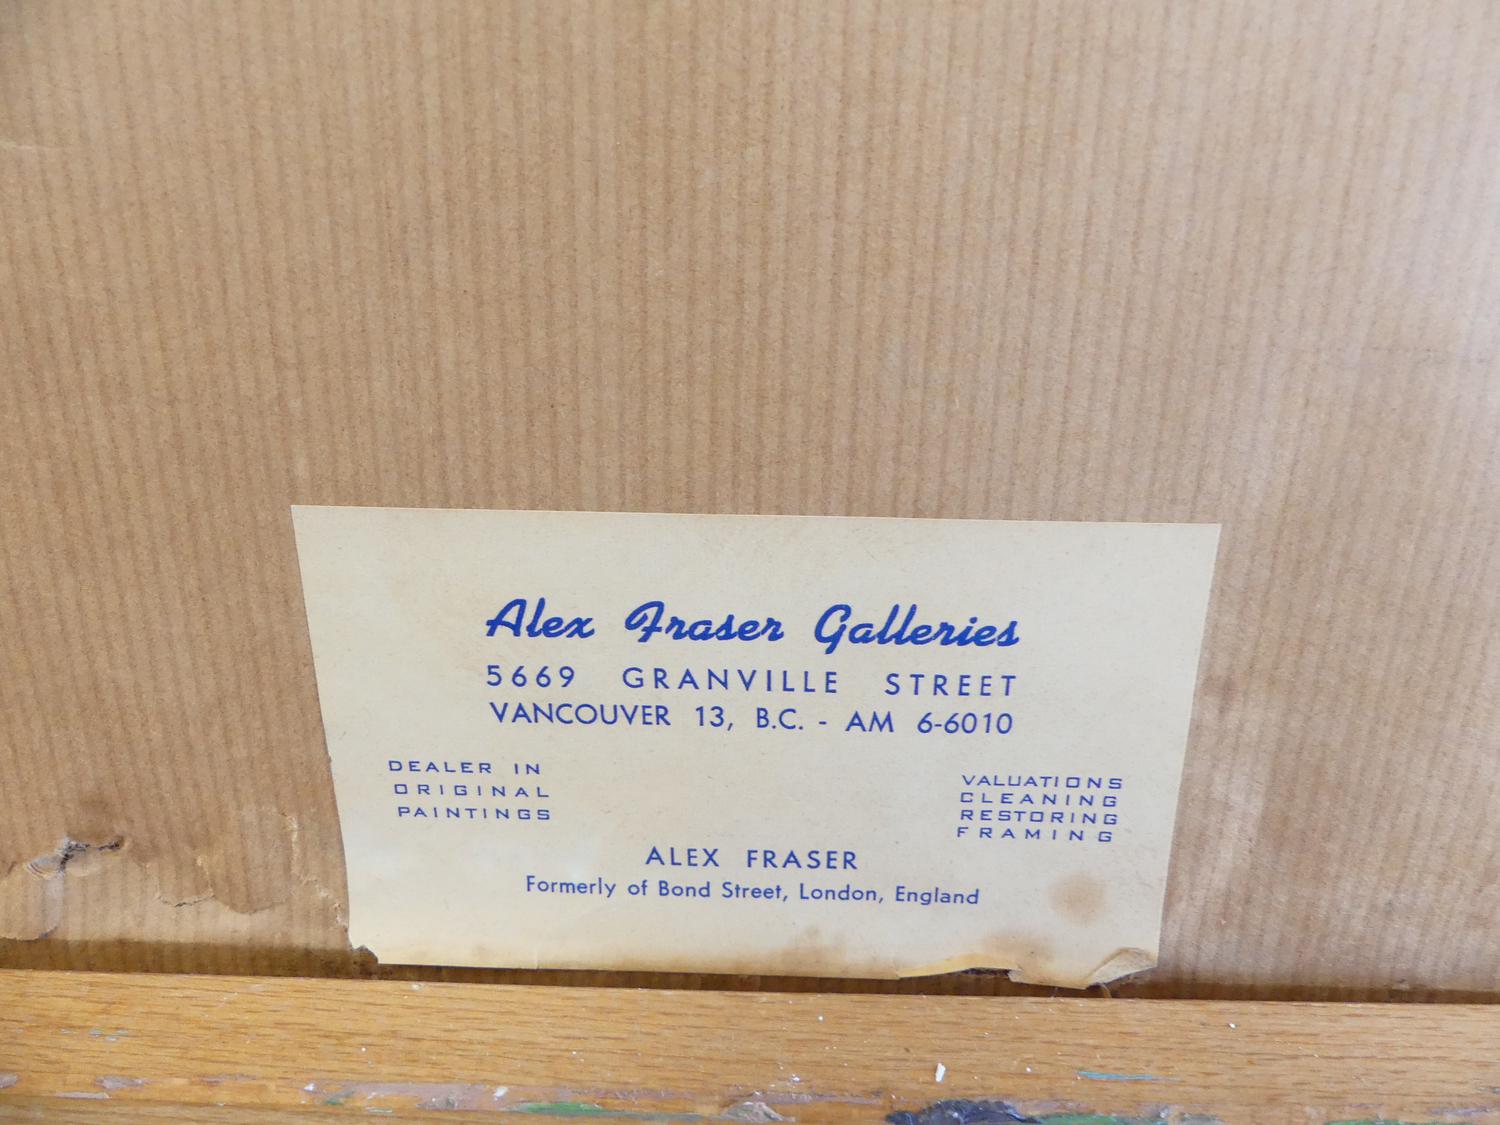 Alex Fraser Galleries
5669 GRANVILLE STREET
VANCOUVER 13, B.C. - AM 6-6010
DEALER IN
ORIGINAL
PAINTINGS
VALUATIONS
CLEANING
RESTORING
FRAMING
ALEX FRASER
Formerly of Bond Street, London, England